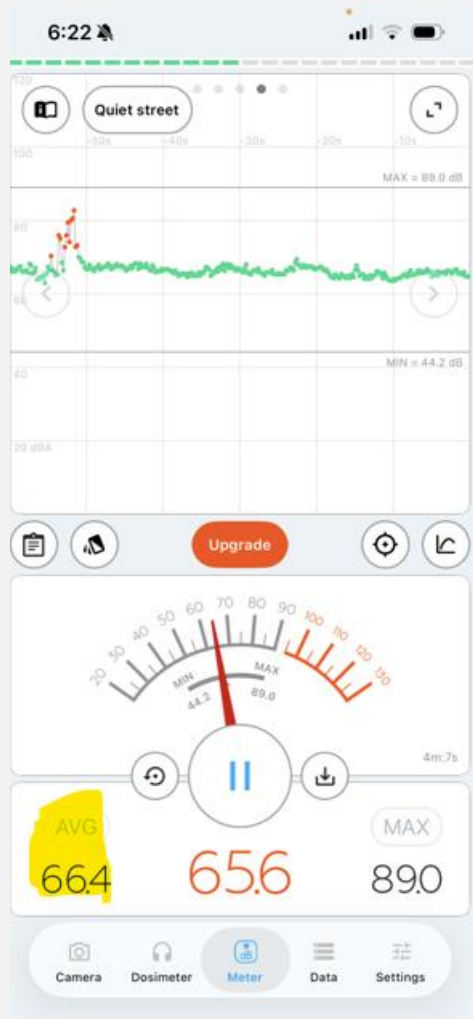 6:22
120
Quiet street
-50s -40s -30s -20s -10s
100
MAX = 89.0 dB
80
60
MIN = 44.2 dB
40
20 dBA
Upgrade
20 30 40 50 60 70 80 90 100 110 120 130
MIN MAX
44.2 89.0
4m:7s
AVG MAX
66.4 65.6 89.0
dB
Camera Dosimeter Meter Data Settings